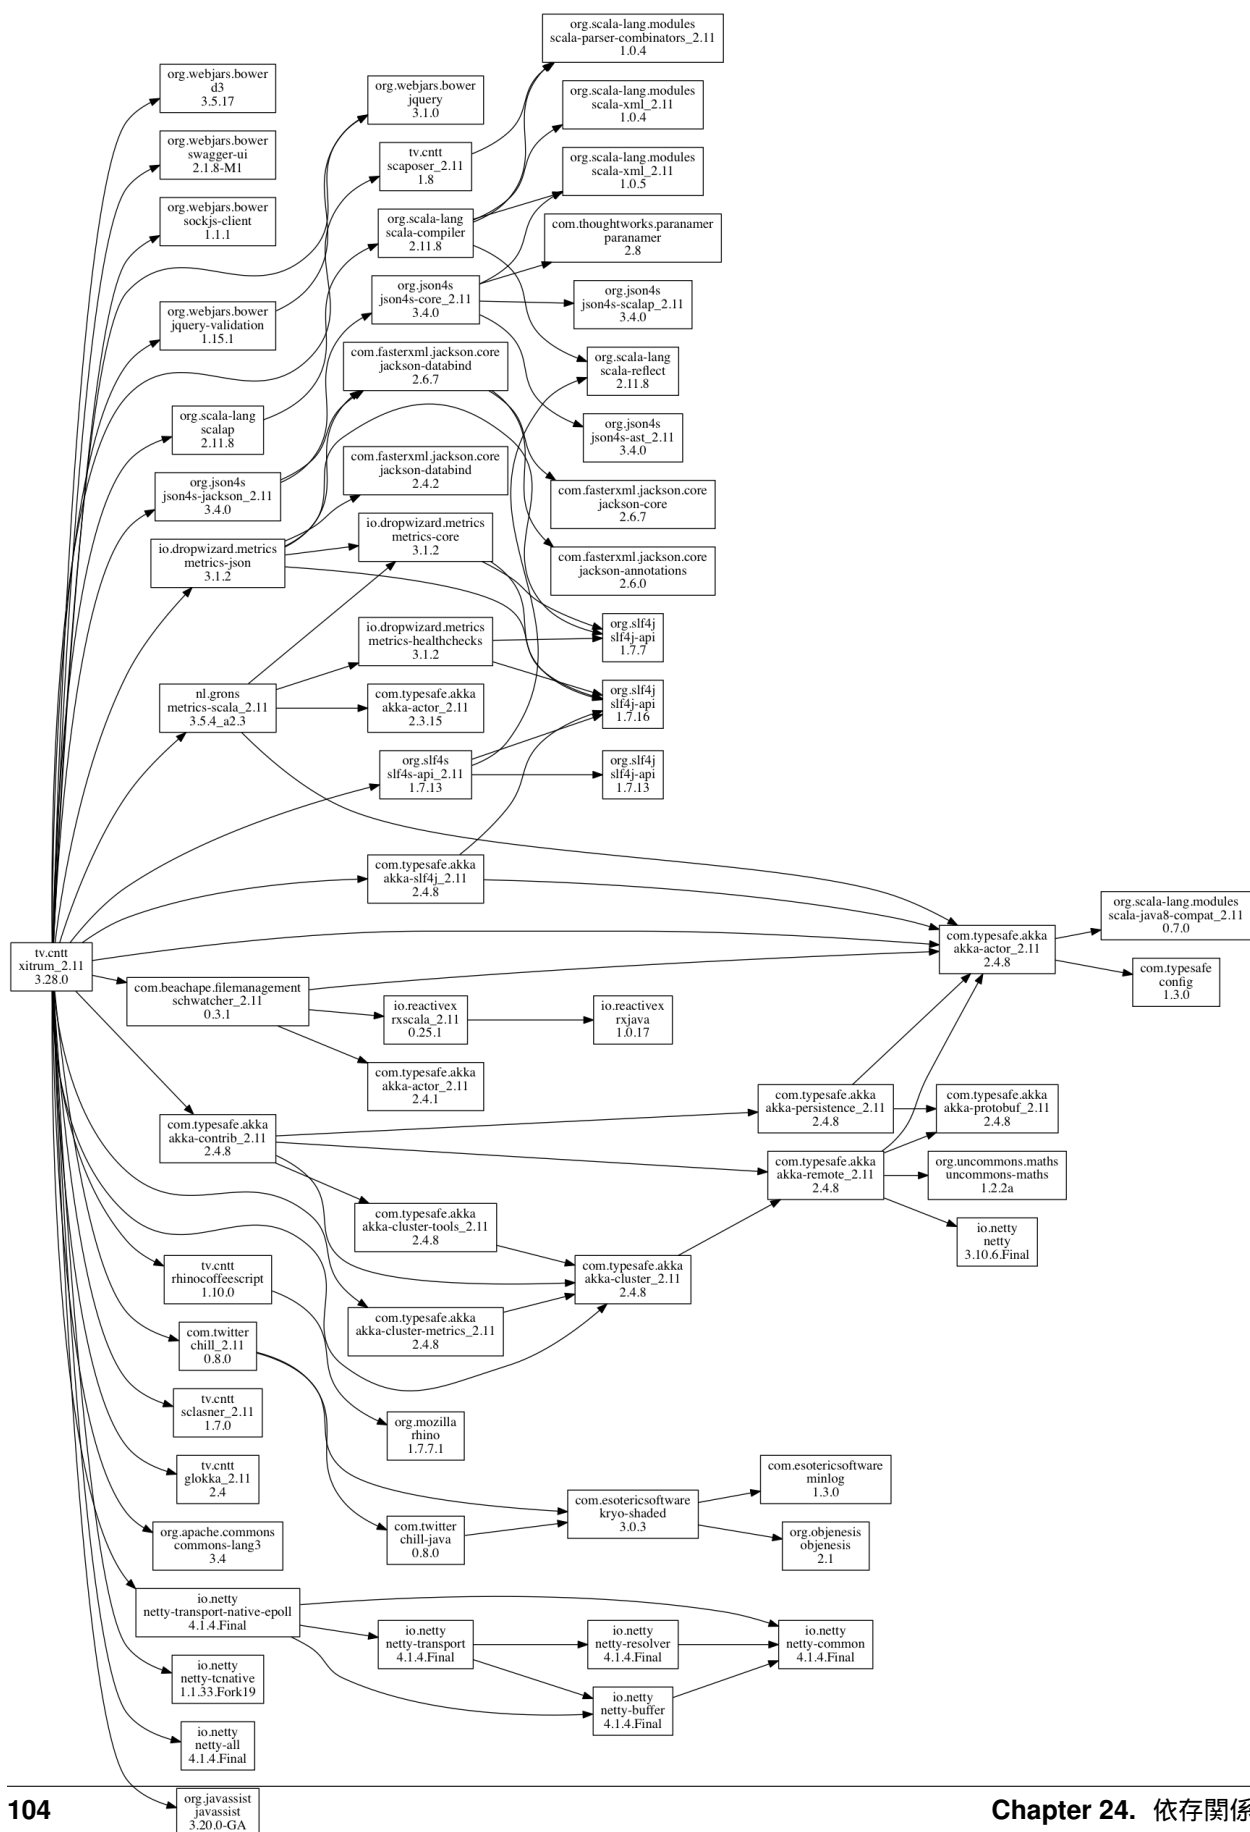 org.scala-lang.modules
scala-parser-combinators_2.11
1.0.4
org.webjars.bower
d3
3.5.17
org.webjars.bower
jquery
3.1.0
org.scala-lang.modules
scala-xml_2.11
1.0.4
org.webjars.bower
swagger-ui
2.1.8-M1
tv.cntt
scaposer_2.11
1.8
org.scala-lang.modules
scala-xml_2.11
1.0.5
org.webjars.bower
sockjs-client
1.1.1
org.scala-lang
scala-compiler
2.11.8
com.thoughtworks.paranamer
paranamer
2.8
org.json4s
json4s-core_2.11
3.4.0
org.json4s
json4s-scalap_2.11
3.4.0
org.webjars.bower
jquery-validation
1.15.1
com.fasterxml.jackson.core
jackson-databind
2.6.7
org.scala-lang
scala-reflect
2.11.8
org.scala-lang
scalap
2.11.8
org.json4s
json4s-ast_2.11
3.4.0
com.fasterxml.jackson.core
jackson-databind
2.4.2
org.json4s
json4s-jackson_2.11
3.4.0
com.fasterxml.jackson.core
jackson-core
2.6.7
io.dropwizard.metrics
metrics-core
3.1.2
io.dropwizard.metrics
metrics-json
3.1.2
com.fasterxml.jackson.core
jackson-annotations
2.6.0
io.dropwizard.metrics
metrics-healthchecks
3.1.2
org.slf4j
slf4j-api
1.7.7
nl.grons
metrics-scala_2.11
3.5.4_a2.3
com.typesafe.akka
akka-actor_2.11
2.3.15
org.slf4j
slf4j-api
1.7.16
org.slf4s
slf4s-api_2.11
1.7.13
org.slf4j
slf4j-api
1.7.13
com.typesafe.akka
akka-slf4j_2.11
2.4.8
org.scala-lang.modules
scala-java8-compat_2.11
0.7.0
tv.cntt
xitrum_2.11
3.28.0
com.typesafe.akka
akka-actor_2.11
2.4.8
com.typesafe
config
1.3.0
com.beachape.filemanagement
schwatcher_2.11
0.3.1
io.reactivex
rxscala_2.11
0.25.1
io.reactivex
rxjava
1.0.17
com.typesafe.akka
akka-actor_2.11
2.4.1
com.typesafe.akka
akka-persistence_2.11
2.4.8
com.typesafe.akka
akka-protobuf_2.11
2.4.8
com.typesafe.akka
akka-contrib_2.11
2.4.8
com.typesafe.akka
akka-remote_2.11
2.4.8
org.uncommons.maths
uncommons-maths
1.2.2a
com.typesafe.akka
akka-cluster-tools_2.11
2.4.8
io.netty
netty
3.10.6.Final
tv.cntt
rhinocoffeescript
1.10.0
com.typesafe.akka
akka-cluster_2.11
2.4.8
com.typesafe.akka
akka-cluster-metrics_2.11
2.4.8
com.twitter
chill_2.11
0.8.0
tv.cntt
sclasner_2.11
1.7.0
org.mozilla
rhino
1.7.7.1
tv.cntt
glokka_2.11
2.4
com.esotericsoftware
minlog
1.3.0
com.esotericsoftware
kryo-shaded
3.0.3
org.apache.commons
commons-lang3
3.4
com.twitter
chill-java
0.8.0
org.objenesis
objenesis
2.1
io.netty
netty-transport-native-epoll
4.1.4.Final
io.netty
netty-transport
4.1.4.Final
io.netty
netty-resolver
4.1.4.Final
io.netty
netty-common
4.1.4.Final
io.netty
netty-tcnative
1.1.33.Fork19
io.netty
netty-buffer
4.1.4.Final
io.netty
netty-all
4.1.4.Final
org.javassist
javassist
3.20.0-GA
104
Chapter 24. 依存関係